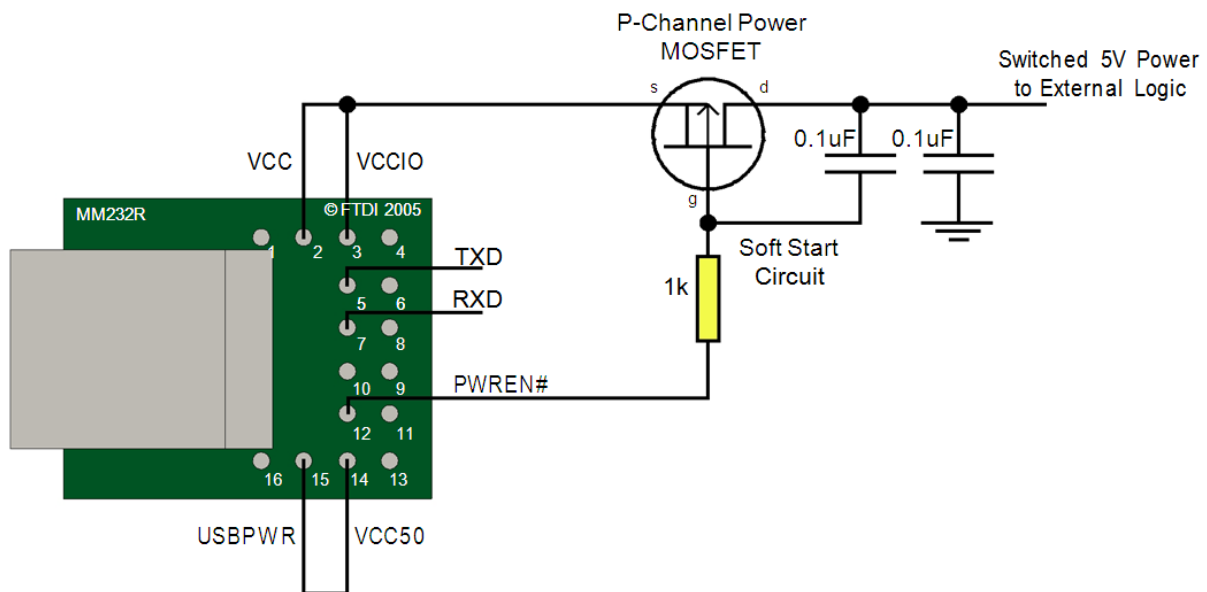 P-Channel Power
MOSFET
Switched 5V Power
to External Logic
s
d
0.1uF
0.1uF
VCC
VCCIO
g
MM232R
© FTDI 2005
1
2
3
4
TXD
Soft Start
Circuit
5
6
1k
RXD
7
8
10
9
PWREN#
12
11
16
15
14
13
USBPWR
VCC50